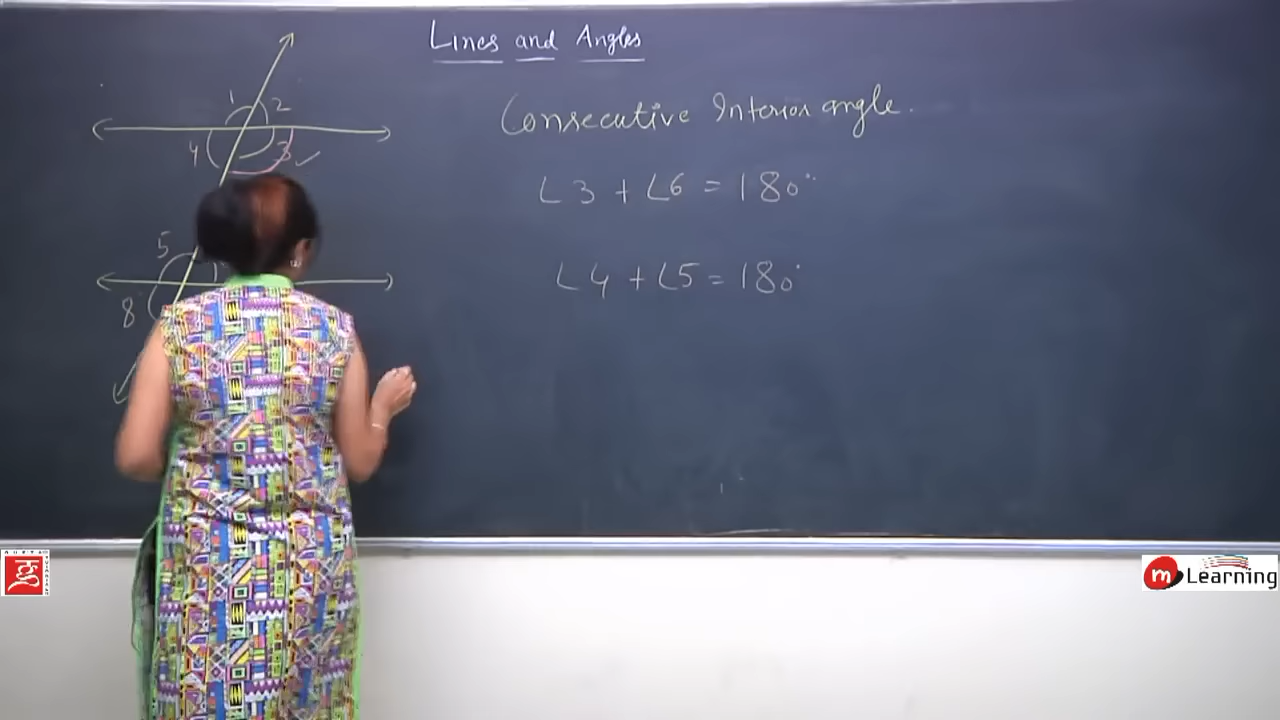 Lines and Angles
Consecutive Interior angle.
∠3 + ∠6 = 180°
∠4 + ∠5 = 180°
1 2
4 3 ✓
5
8
m Learning